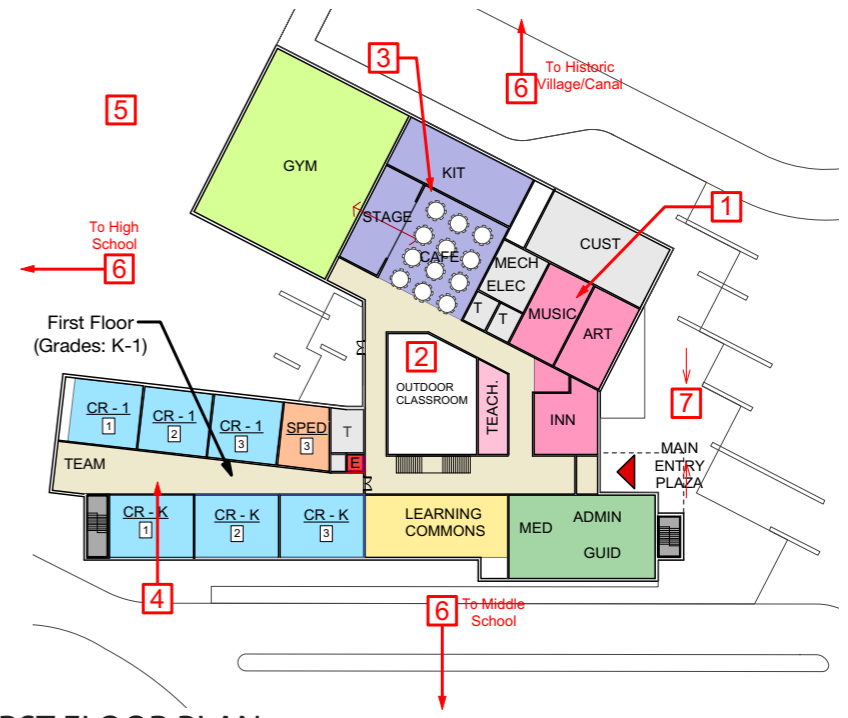 3
To Historic
6
Village/Canal
5
GYM
KIT
1
STAGE
To High
School
6
CAFE
MECH
ELEC
CUST
T
T
MUSIC
ART
First Floor
(Grades: K-1)
2
OUTDOOR
CLASSROOM
TEACH.
INN
7
CR - 1
1
CR - 1
2
CR - 1
3
SPED
3
T
E
TEAM
MAIN
ENTRY
PLAZA
CR - K
1
CR - K
2
CR - K
3
LEARNING
COMMONS
MED
ADMIN
GUID
4
6
To Middle
School
RST FLOOR PLAN